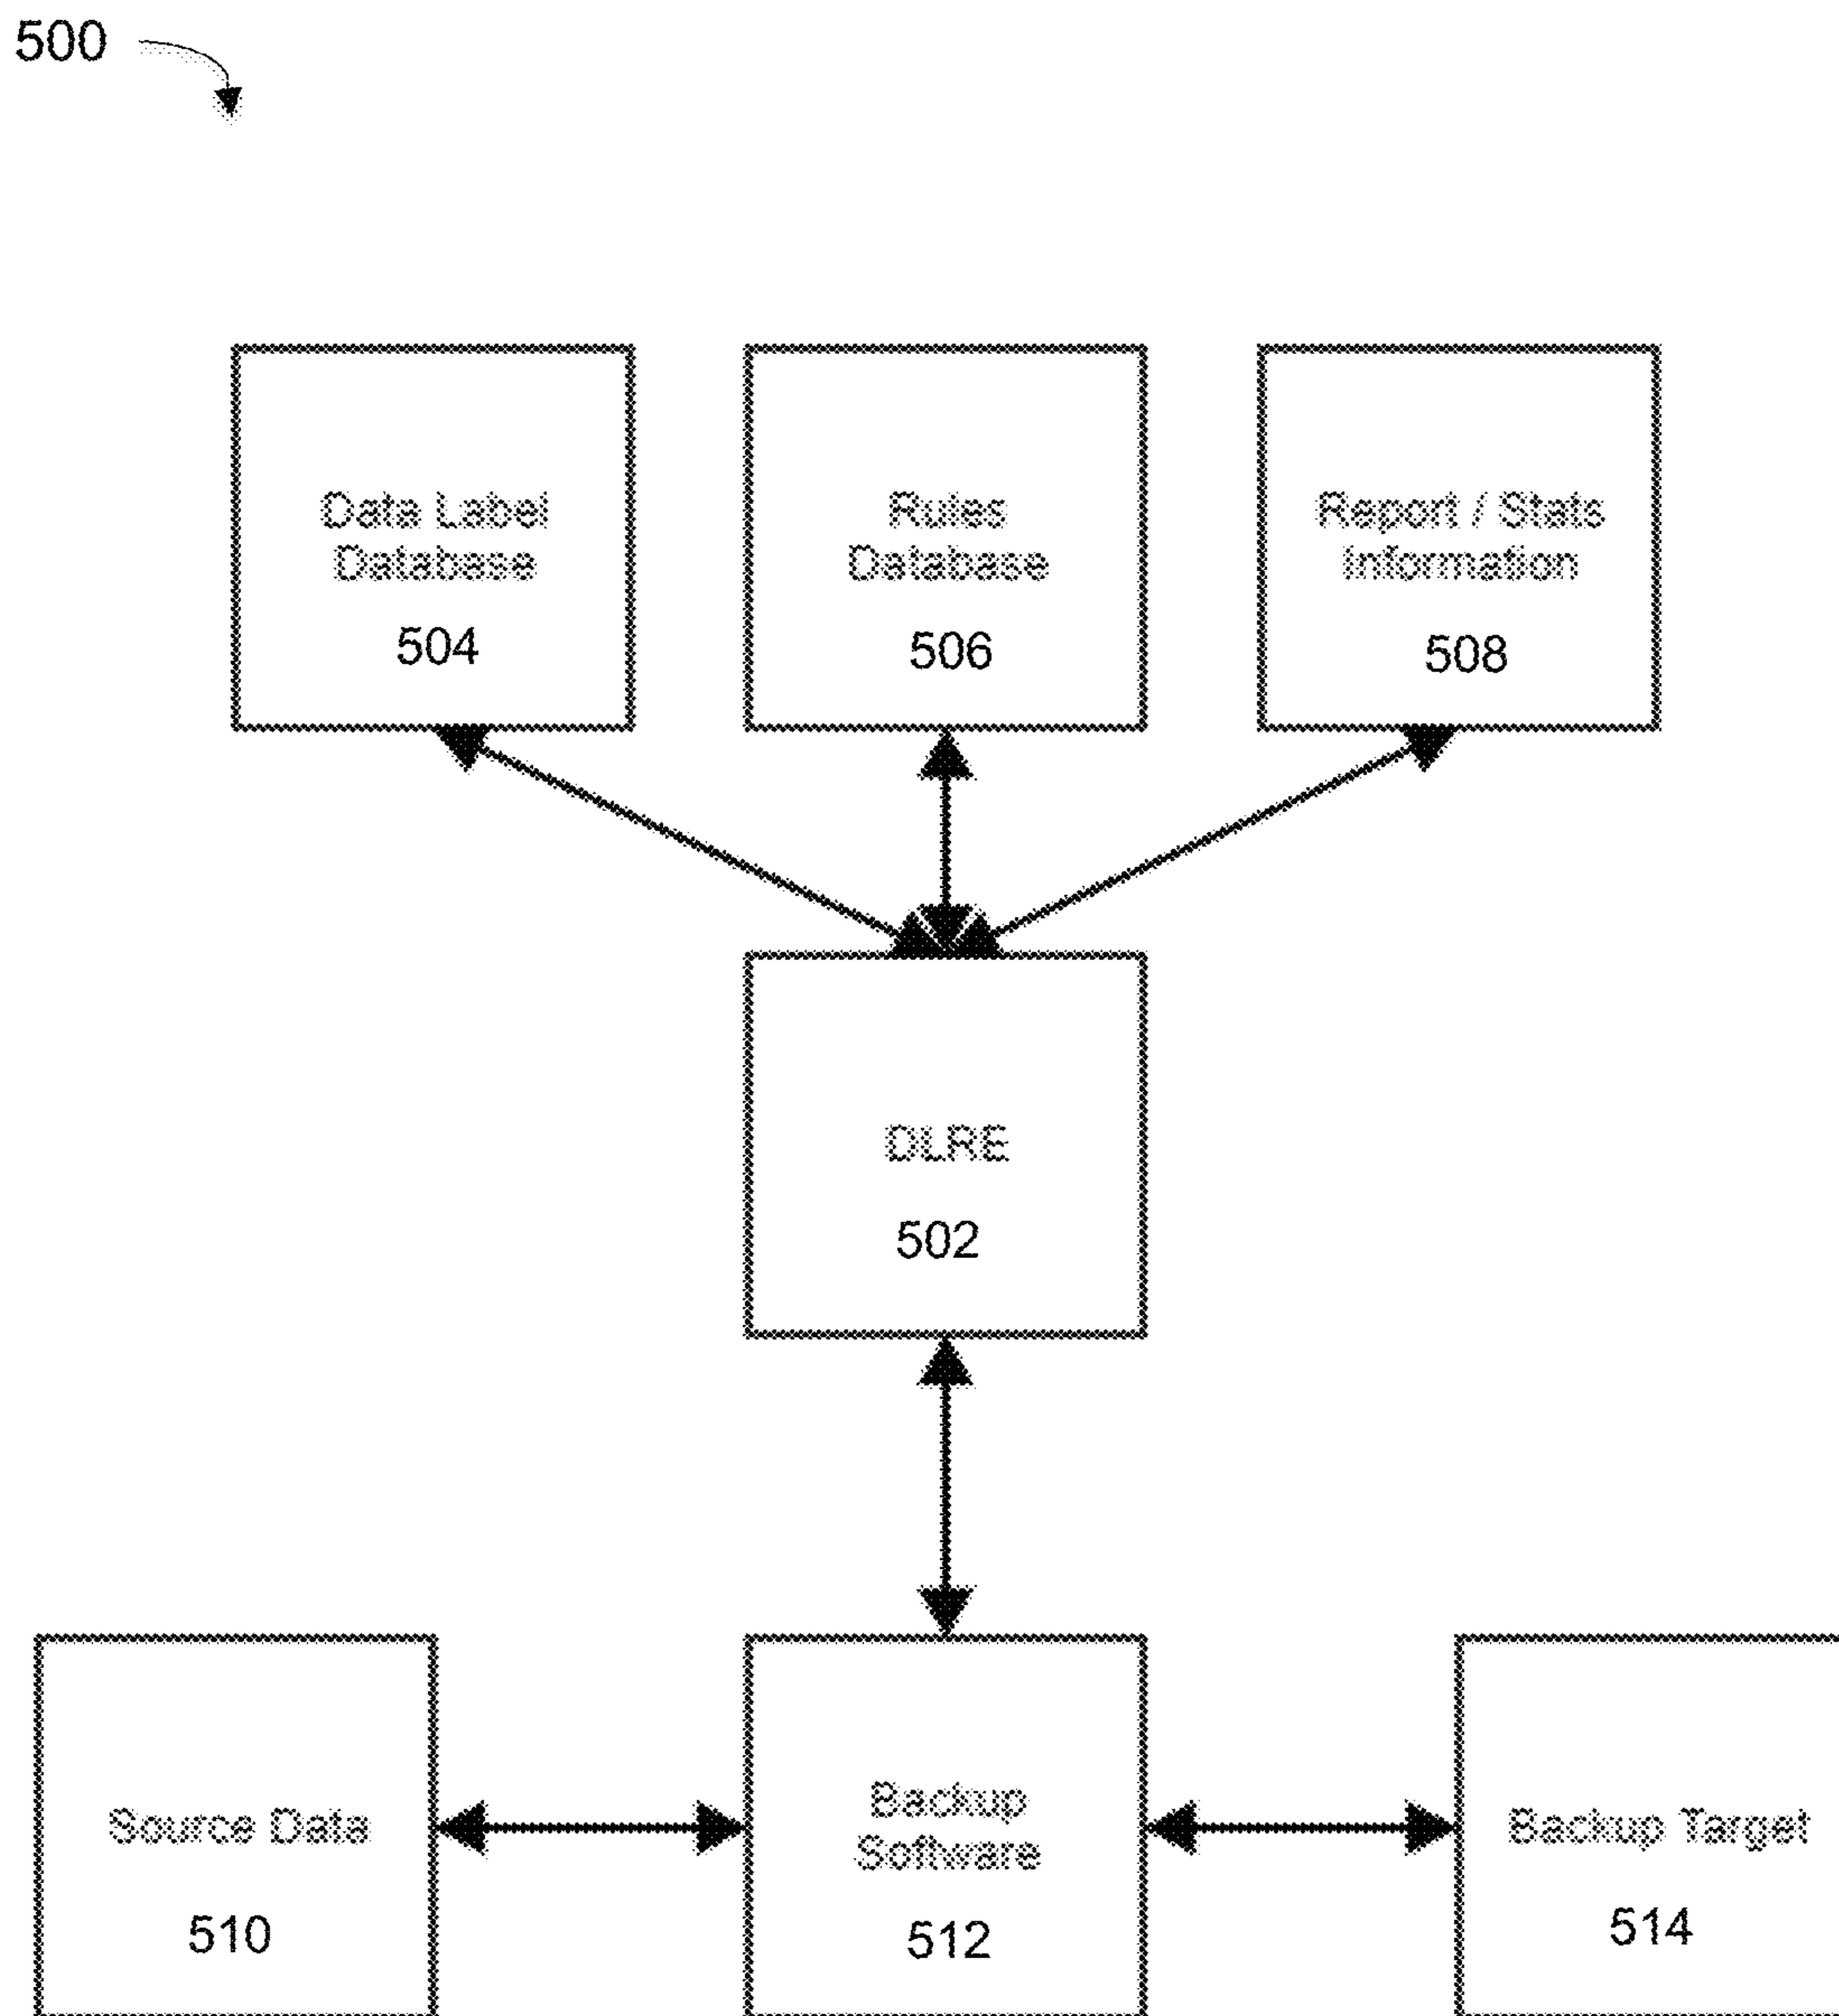 500
Data Label
Database
504
Rules
Database
506
Report / Stats
Information
508
DLRE
502
Source Data
510
Backup
Software
512
Backup Target
514